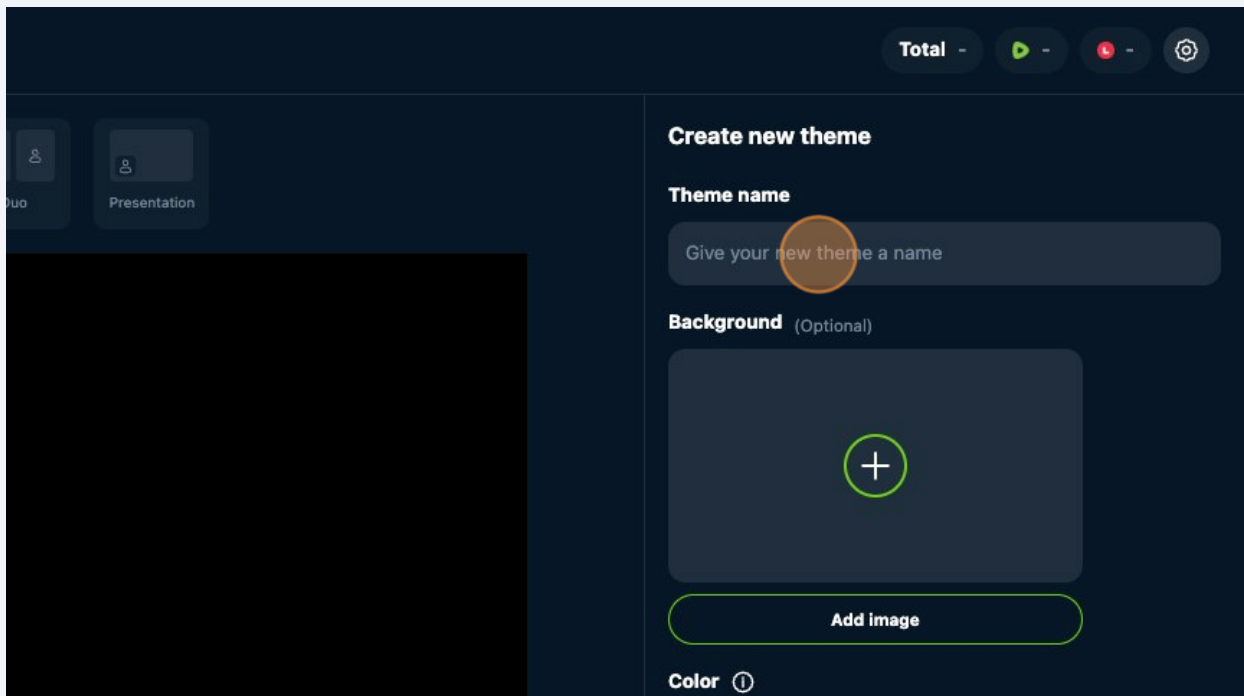 Total -
-
-
Duo
Presentation
Create new theme
Theme name
Give your new theme a name
Background (Optional)
Add image
Color